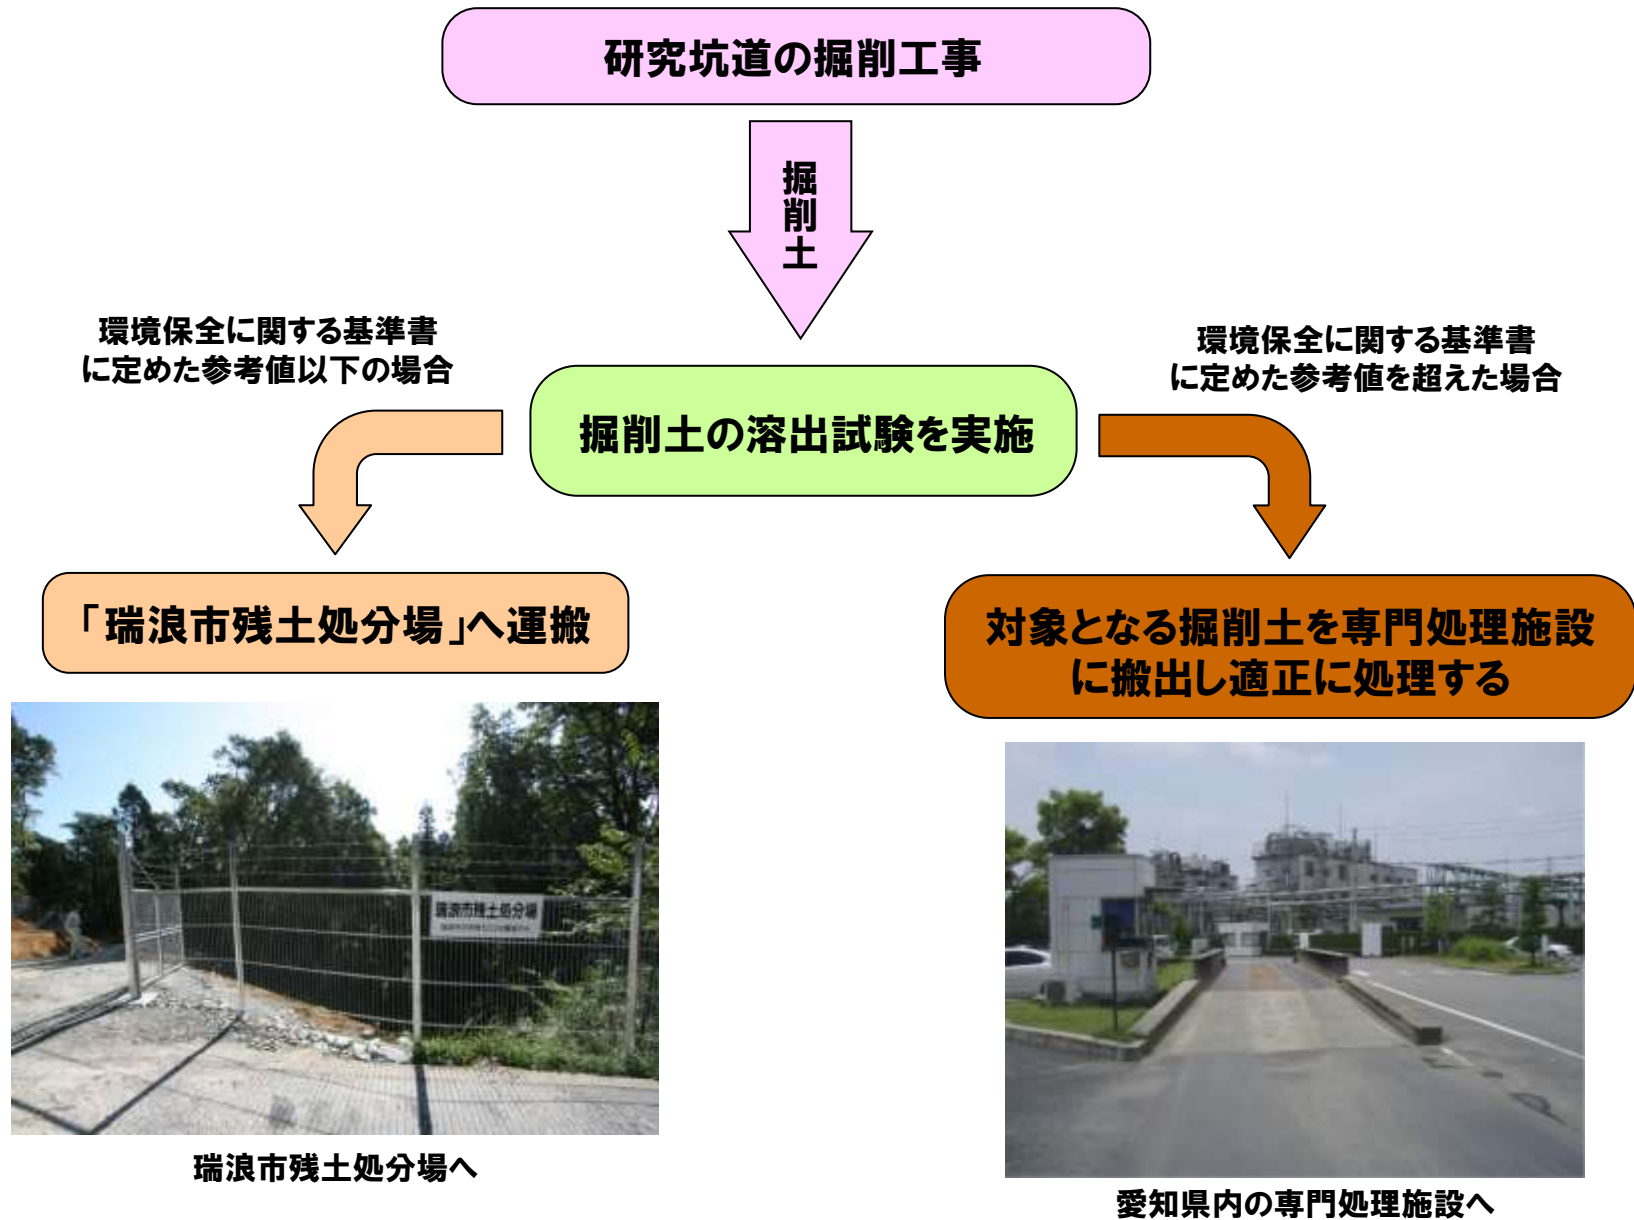 研究坑道の掘削工事
掘削土
環境保全に関する基準書
に定めた参考値以下の場合
環境保全に関する基準書
に定めた参考値を超えた場合
掘削土の溶出試験を実施
「瑞浪市残土処分場」へ運搬
対象となる掘削土を専門処理施設
に搬出し適正に処理する
瑞浪市残土処分場
瑞浪市残土処分場へ
愛知県内の専門処理施設へ